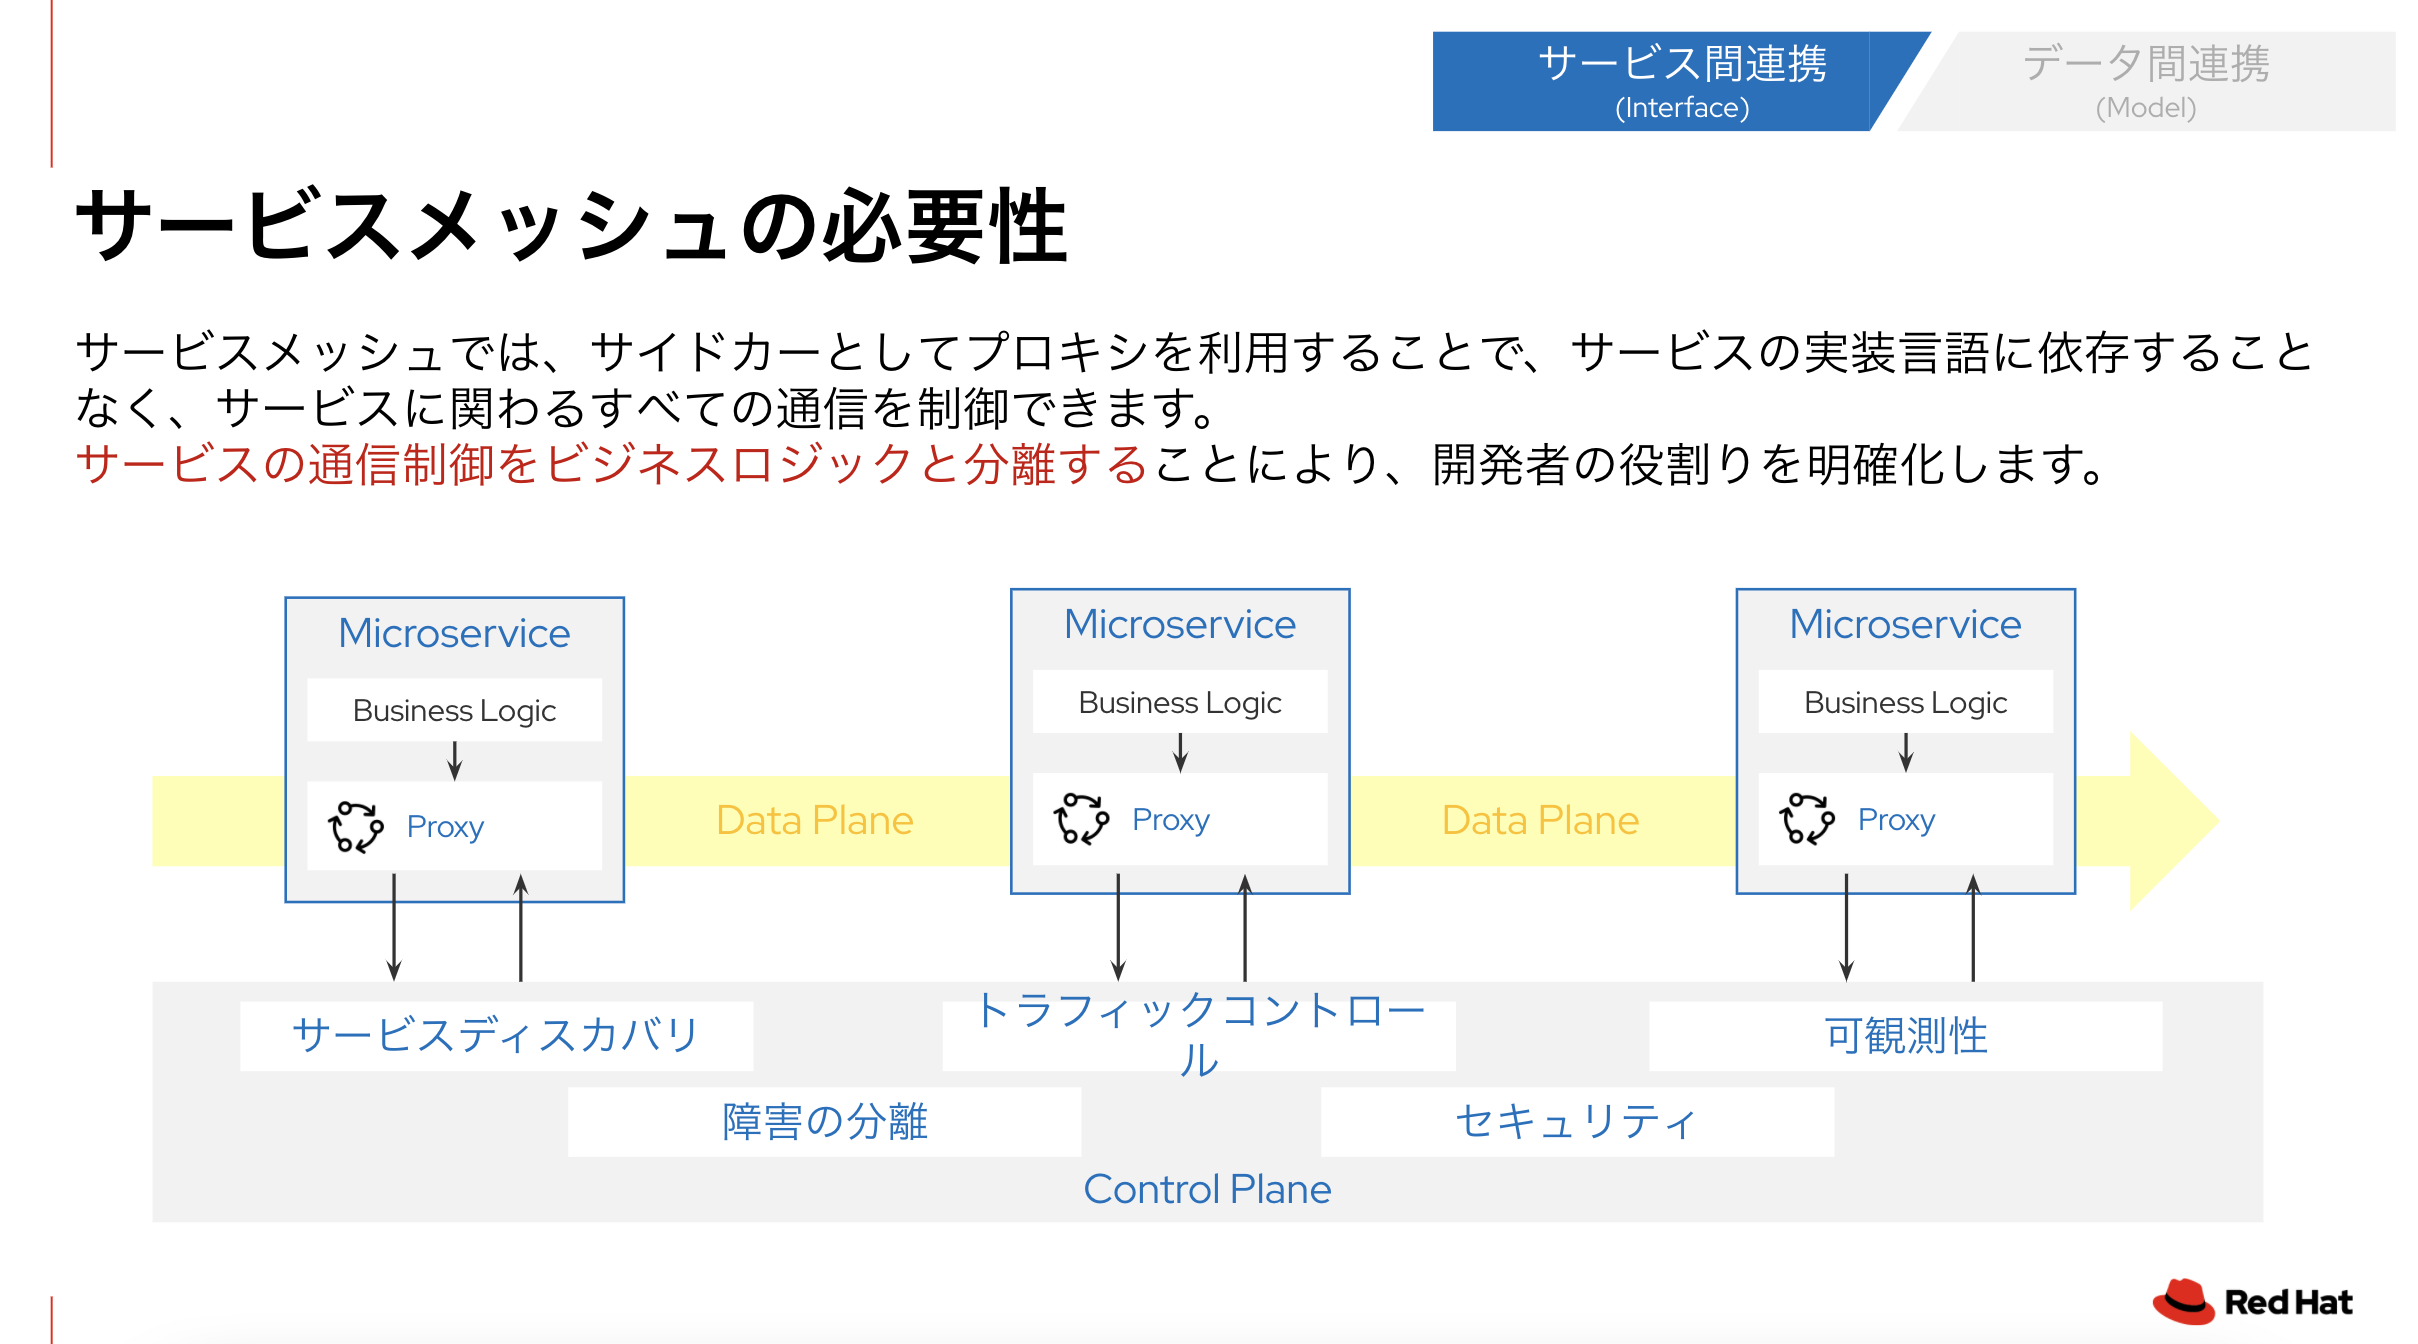 サービス間連携
(Interface)
データ間連携
(Model)
サービスメッシュの必要性
サービスメッシュでは、サイドカーとしてプロキシを利用することで、サービスの実装言語に依存すること
なく、サービスに関わるすべての通信を制御できます。
サービスの通信制御をビジネスロジックと分離することにより、開発者の役割りを明確化します。
Microservice
Business Logic
Proxy
Data Plane
Microservice
Business Logic
Proxy
Data Plane
Microservice
Business Logic
Proxy
サービスディスカバリ
トラフィックコントロー
ル
可観測性
障害の分離
セキュリティ
Control Plane
Red Hat